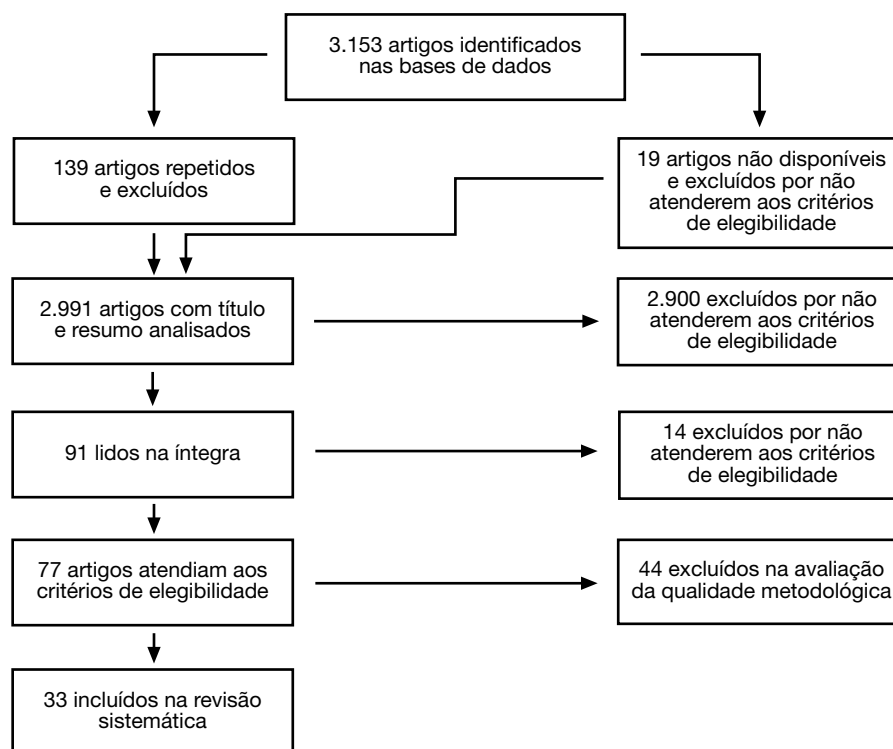 3.153 artigos identificados
nas bases de dados
139 artigos repetidos
e excluídos
19 artigos não disponíveis
e excluídos por não
atenderem aos critérios
de elegibilidade
2.991 artigos com título
e resumo analisados
2.900 excluídos por não
atenderem aos critérios
de elegibilidade
91 lidos na íntegra
14 excluídos por não
atenderem aos critérios
de elegibilidade
77 artigos atendiam aos
critérios de elegibilidade
44 excluídos na avaliação
da qualidade metodológica
33 incluídos na revisão
sistemática